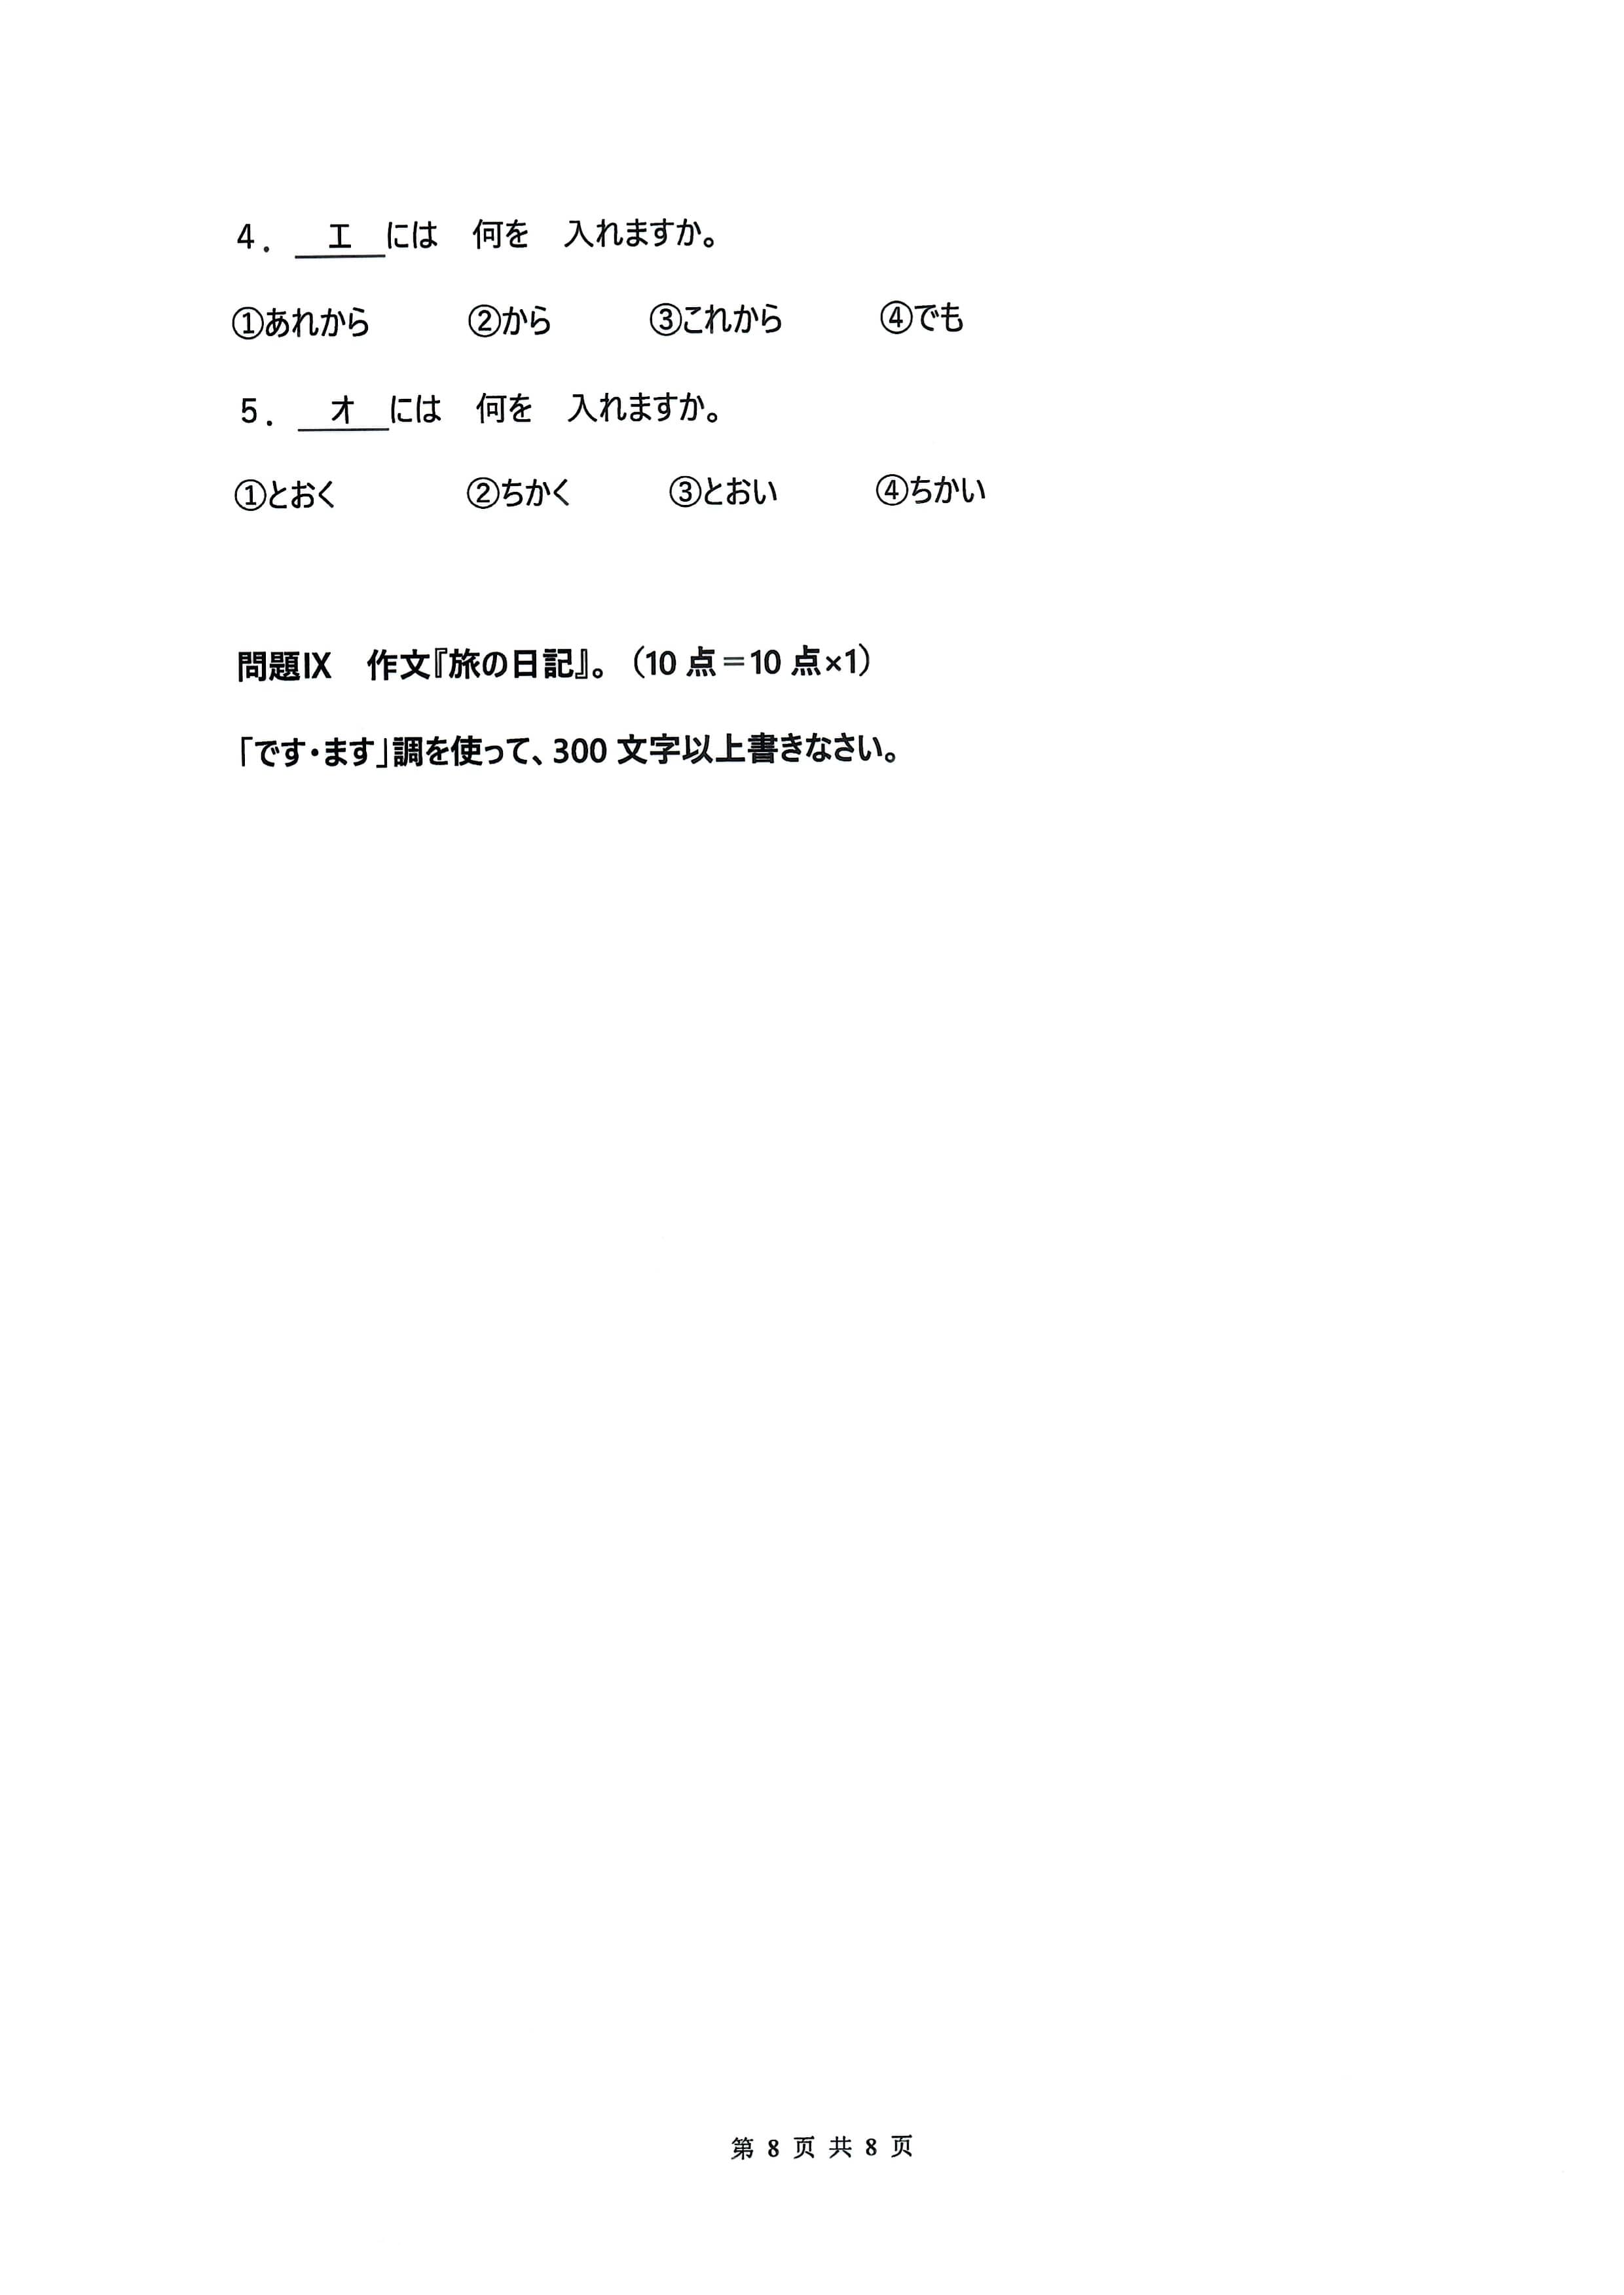 4． エ には　何を　入れますか。
①あれから　②から　③これから　④でも
5． オ には　何を　入れますか。
①とおく　②ちかく　③とおい　④ちかい
問題Ⅸ　作文『旅の日記』。（10 点＝10 点×1）
「です・ます」調を使って、300 文字以上書きなさい。
第 8 页 共 8 页